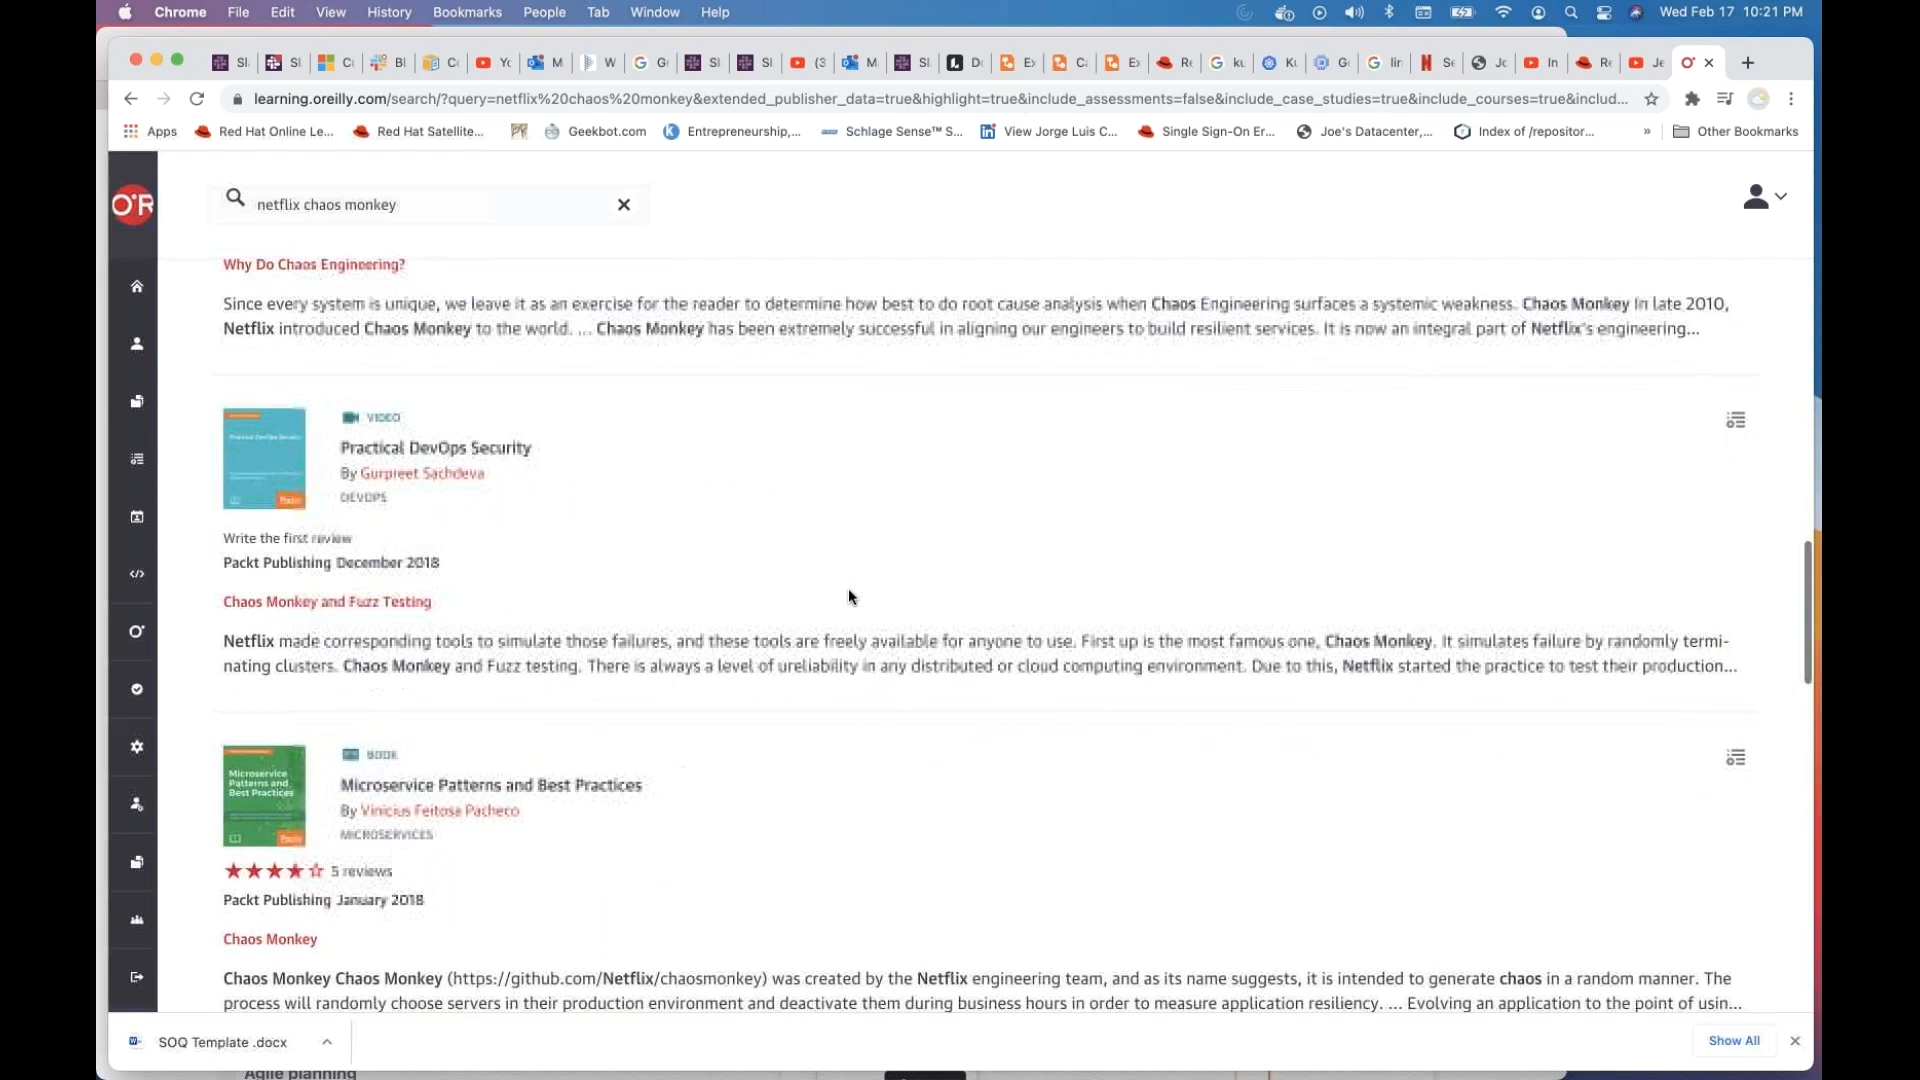 Chrome File Edit View History Bookmarks People Tab Window Help Wed Feb 17 10:21 PM
learning.oreilly.com/search/?query=netflix%20chaos%20monkey&extended_publisher_data=true&highlight=true&include_assessments=false&include_case_studies=true&include_courses=true&includ...
Apps Red Hat Online Le... Red Hat Satellite... Geekbot.com Entrepreneurship,... Schlage Sense™ S... View Jorge Luis C... Single Sign-On Er... Joe's Datacenter,... Index of /repositor... » Other Bookmarks
O'R
netflix chaos monkey
Why Do Chaos Engineering?
Since every system is unique, we leave it as an exercise for the reader to determine how best to do root cause analysis when Chaos Engineering surfaces a systemic weakness. Chaos Monkey In late 2010,
Netflix introduced Chaos Monkey to the world. ... Chaos Monkey has been extremely successful in aligning our engineers to build resilient services. It is now an integral part of Netflix's engineering...
VIDEO
Practical DevOps Security
By Gurpreet Sachdeva
DEVOPS
Write the first review
Packt Publishing December 2018
Chaos Monkey and Fuzz Testing
Netflix made corresponding tools to simulate those failures, and these tools are freely available for anyone to use. First up is the most famous one, Chaos Monkey. It simulates failure by randomly termi-
nating clusters. Chaos Monkey and Fuzz testing. There is always a level of ureliability in any distributed or cloud computing environment. Due to this, Netflix started the practice to test their production...
BOOK
Microservice Patterns and Best Practices
Microservice
Patterns and
Best Practices
By Vinicius Feitosa Pacheco
MICROSERVICES
5 reviews
Packt Publishing January 2018
Chaos Monkey
Chaos Monkey Chaos Monkey (https://github.com/Netflix/chaosmonkey) was created by the Netflix engineering team, and as its name suggests, it is intended to generate chaos in a random manner. The
process will randomly choose servers in their production environment and deactivate them during business hours in order to measure application resiliency. ... Evolving an application to the point of usin...
SOQ Template .docx Show All
Agile planning